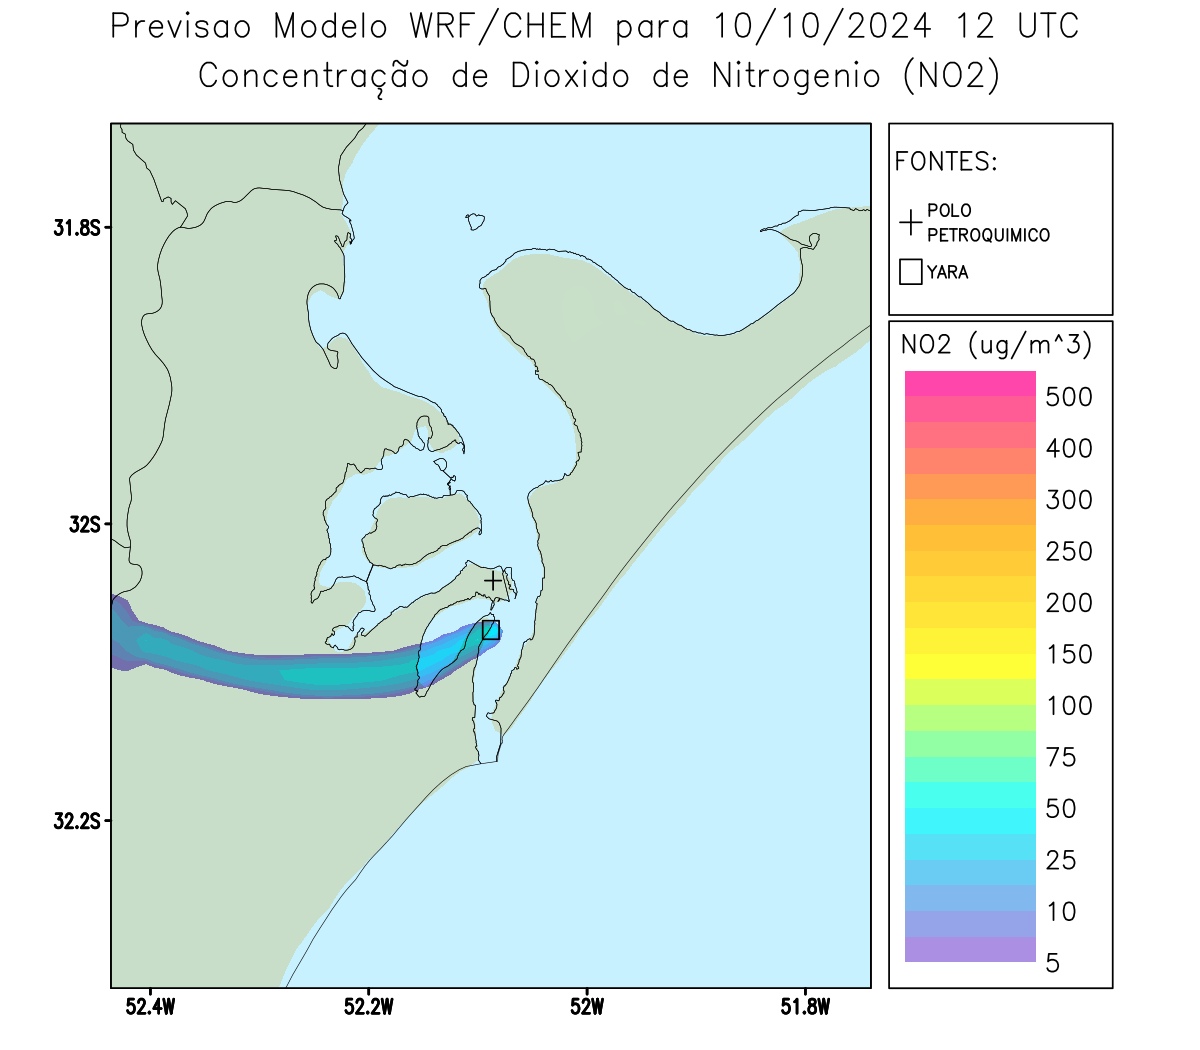 Previsao Modelo WRF/CHEM para 10/10/2024 12 UTC
Concentração de Dioxido de Nitrogenio (NO2)
FONTES:
POLO
PETROQUIMICO
YARA
31.8S
32S
32.2S
52.4W
52.2W
52W
51.8W
NO2 (ug/m^3)
500
400
300
250
200
150
100
75
50
25
10
5